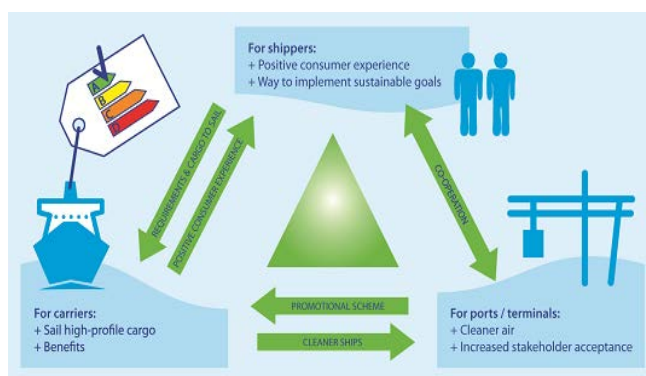 For shippers:
+ Positive consumer experience
+ Way to implement sustainable goals
A
B
C
D
REQUIREMENTS & CARGO TO SAIL
POSITIVE CONSUMER EXPERIENCE
CO-OPERATION
PROMOTIONAL SCHEME
CLEANER SHIPS
For carriers:
+ Sail high-profile cargo
+ Benefits
For ports / terminals:
+ Cleaner air
+ Increased stakeholder acceptance